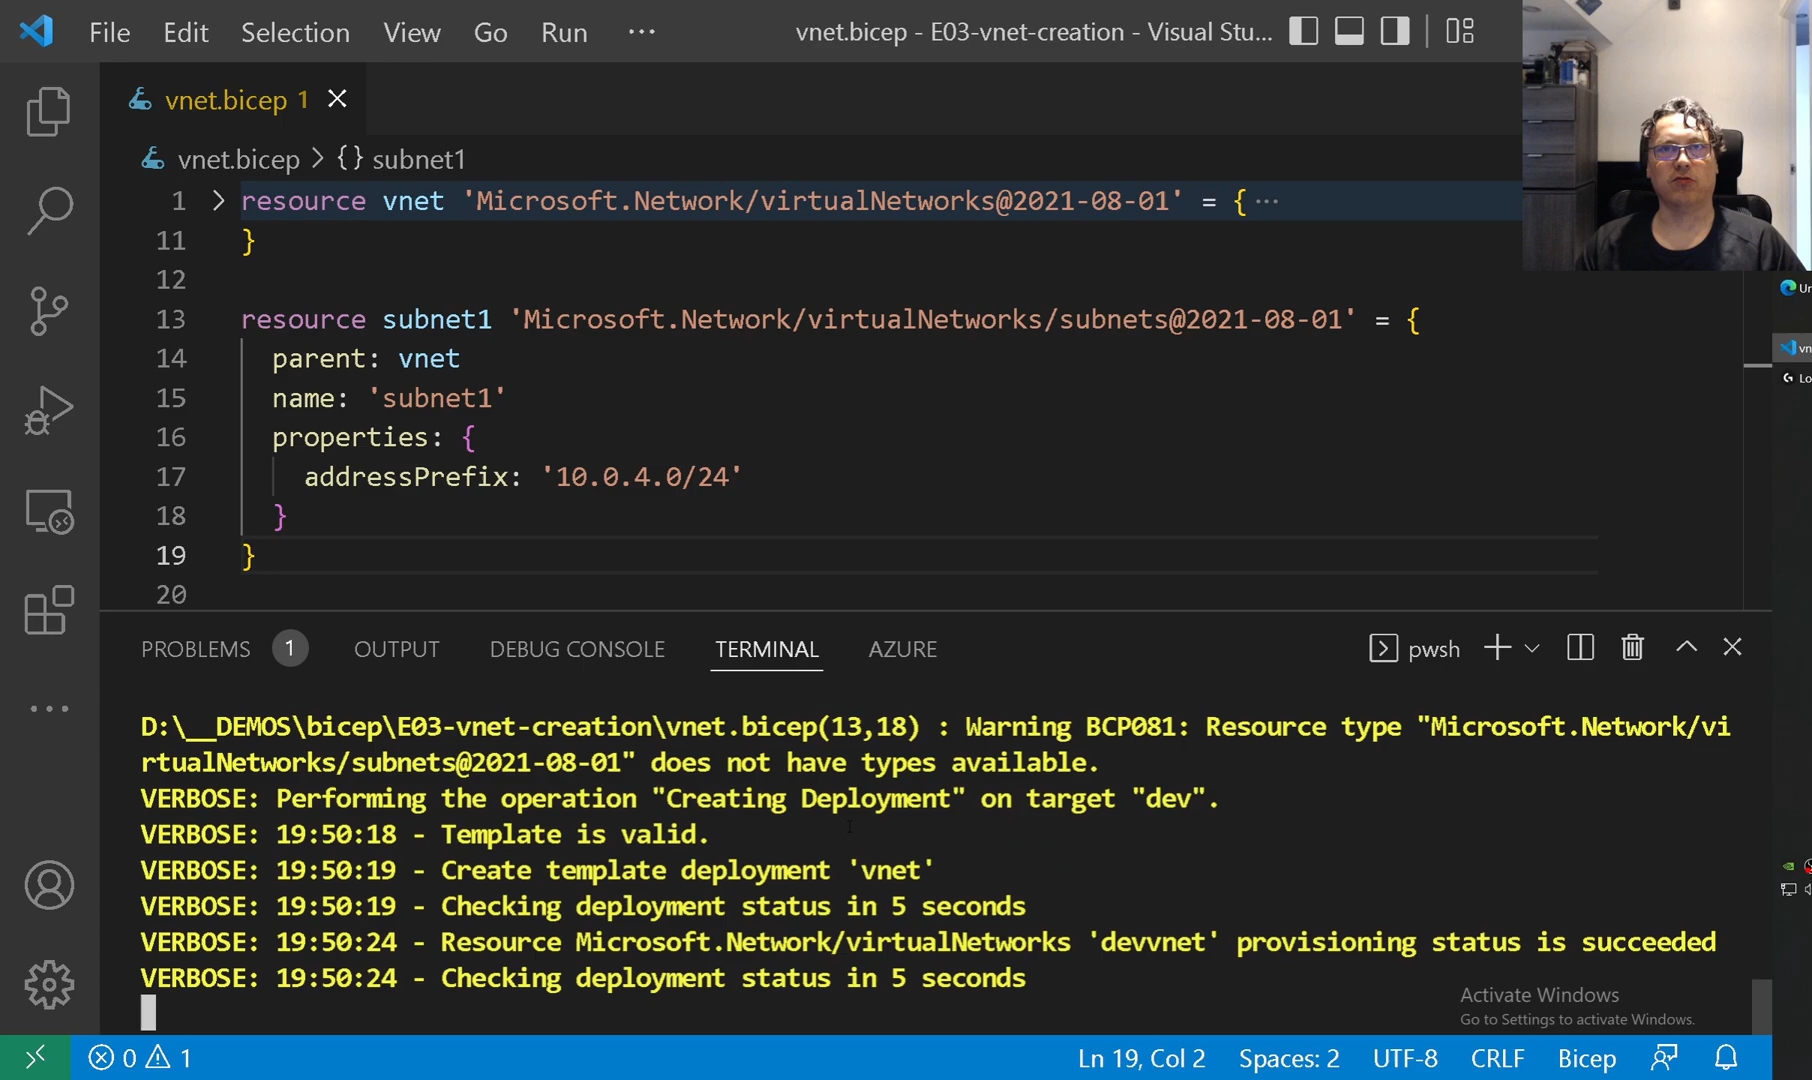 File Edit Selection View Go Run ··· vnet.bicep - E03-vnet-creation - Visual Stu...
vnet.bicep 1
vnet.bicep > {} subnet1
1 > resource vnet 'Microsoft.Network/virtualNetworks@2021-08-01' = { ···
11 }
12
13 resource subnet1 'Microsoft.Network/virtualNetworks/subnets@2021-08-01' = {
14 parent: vnet
15 name: 'subnet1'
16 properties: {
17 addressPrefix: '10.0.4.0/24'
18 }
19 }
20
PROBLEMS 1 OUTPUT DEBUG CONSOLE TERMINAL AZURE pwsh
D:\__DEMOS\bicep\E03-vnet-creation\vnet.bicep(13,18) : Warning BCP081: Resource type "Microsoft.Network/vi
rtualNetworks/subnets@2021-08-01" does not have types available.
VERBOSE: Performing the operation "Creating Deployment" on target "dev".
VERBOSE: 19:50:18 - Template is valid.
VERBOSE: 19:50:19 - Create template deployment 'vnet'
VERBOSE: 19:50:19 - Checking deployment status in 5 seconds
VERBOSE: 19:50:24 - Resource Microsoft.Network/virtualNetworks 'devvnet' provisioning status is succeeded
VERBOSE: 19:50:24 - Checking deployment status in 5 seconds
Activate Windows
Go to Settings to activate Windows.
0 1 Ln 19, Col 2 Spaces: 2 UTF-8 CRLF Bicep
Un
vn
Lo